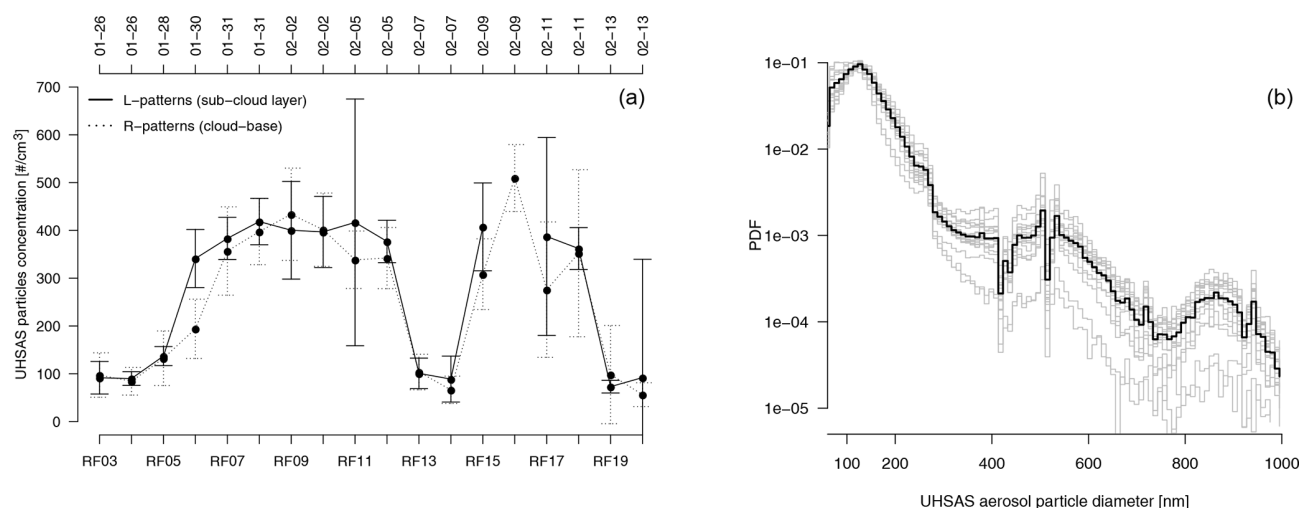 01−26 01−26 01−28 01−30 01−31 01−31 02−02 02−02 02−05 02−05 02−07 02−07 02−09 02−09 02−11 02−11 02−13 02−13
700
L−patterns (sub−cloud layer)
(a)
R−patterns (cloud−base)
600
500
400
300
200
100
0
UHSAS particles concentration [#/cm³]
RF03 RF05 RF07 RF09 RF11 RF13 RF15 RF17 RF19
1e−01
(b)
1e−02
1e−03
1e−04
1e−05
PDF
100 200 400 600 800 1000
UHSAS aerosol particle diameter [nm]